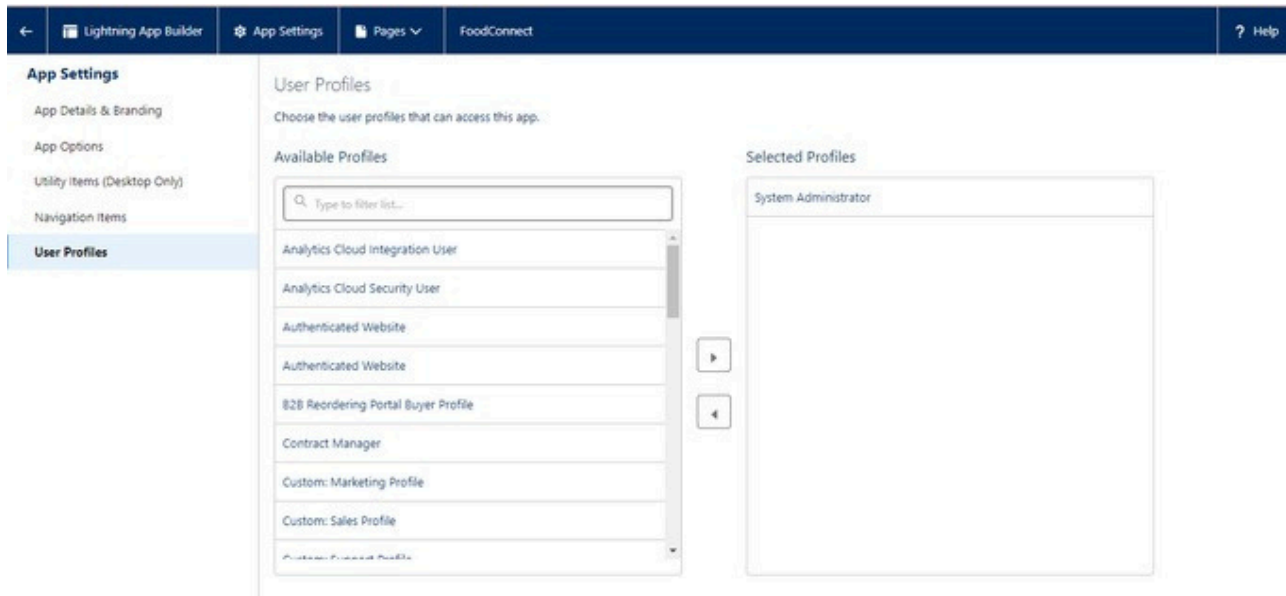 Lightning App Builder
App Settings
Pages
FoodConnect
? Help
App Settings
App Details & Branding
App Options
Utility Items (Desktop Only)
Navigation Items
User Profiles
User Profiles
Choose the user profiles that can access this app.
Available Profiles
Type to filter list...
Analytics Cloud Integration User
Analytics Cloud Security User
Authenticated Website
Authenticated Website
B2B Reordering Portal Buyer Profile
Contract Manager
Custom: Marketing Profile
Custom: Sales Profile
Custom: Support Profile
Selected Profiles
System Administrator